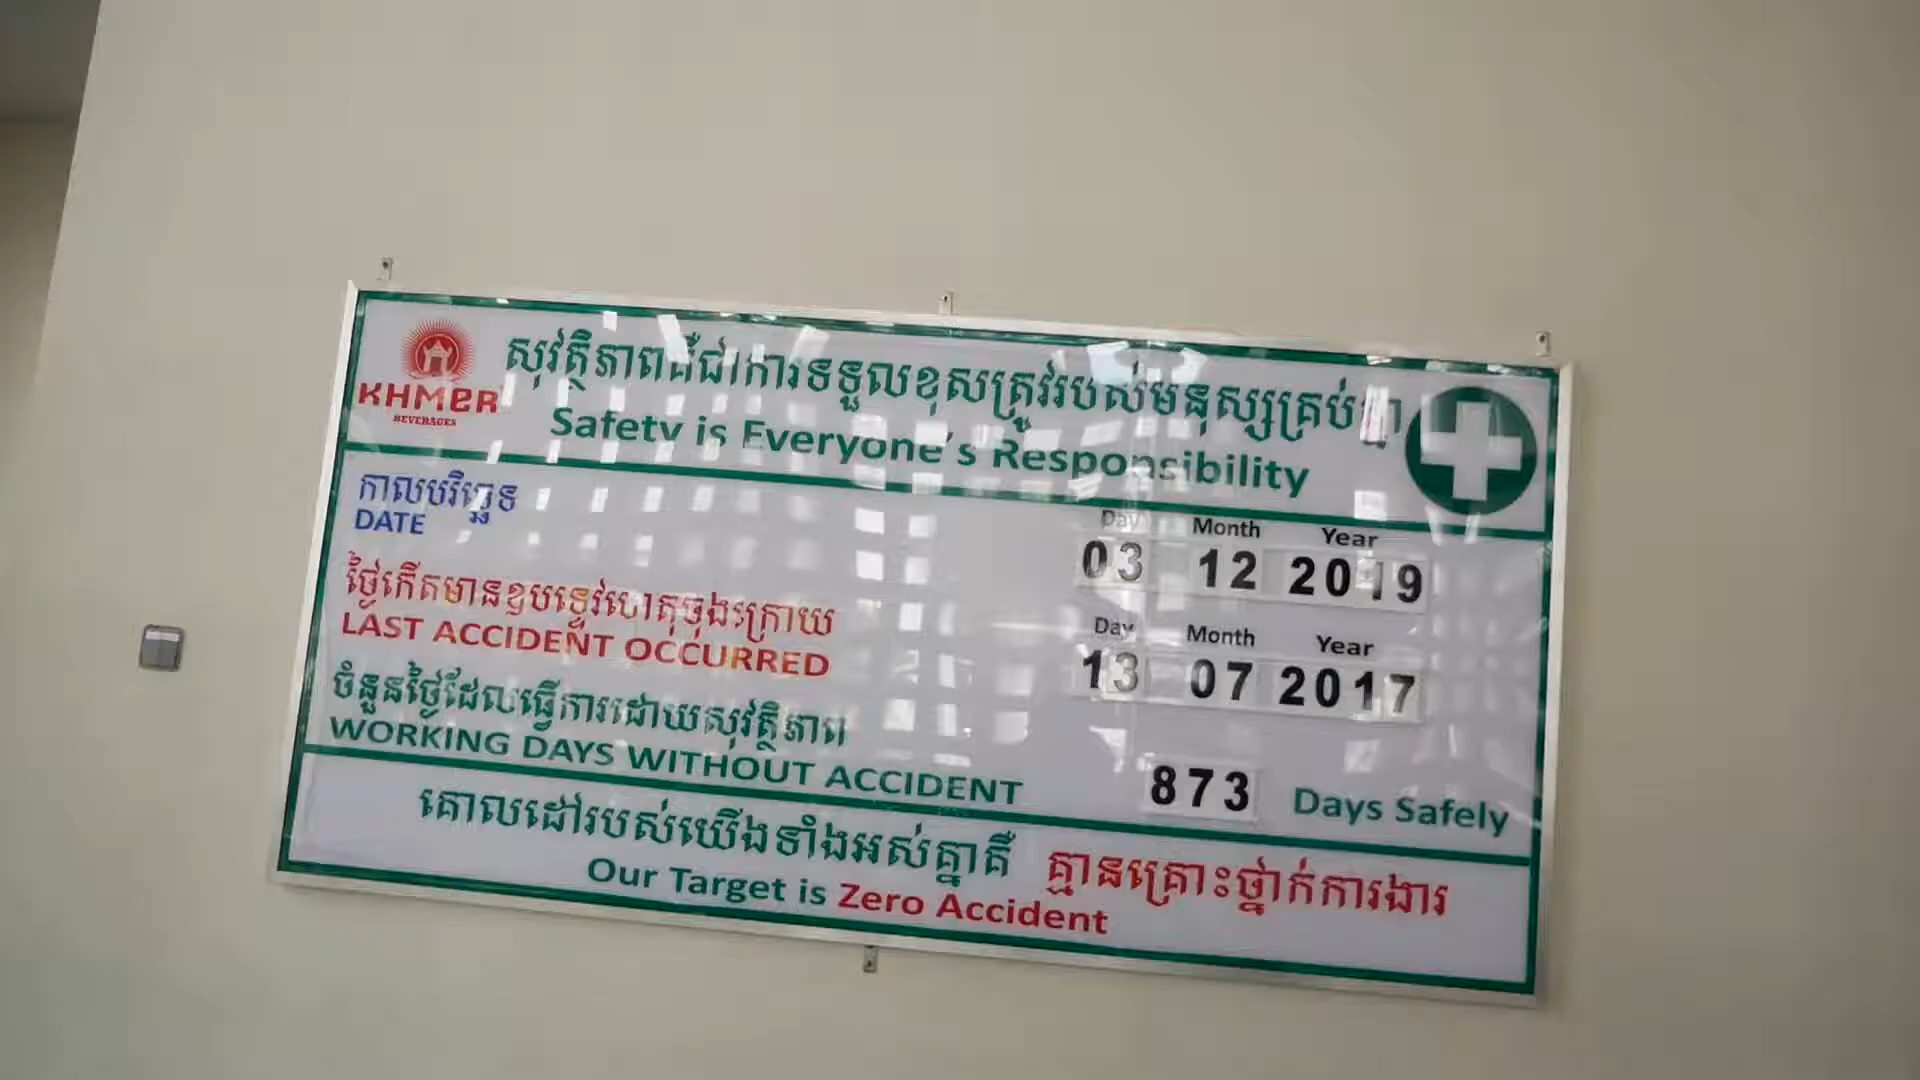 KHMER
BEVERAGES
សុវត្ថិភាពគឺជាការទទួលខុសត្រូវរបស់មនុស្សគ្រប់គ្នា
Safety is Everyone's Responsibility
កាលបរិច្ឆេទ
DATE
Day Month Year
03 12 2019
ថ្ងៃកើតមានឧបទ្ទវហេតុចុងក្រោយ
LAST ACCIDENT OCCURRED
Day Month Year
13 07 2017
ចំនួនថ្ងៃដែលធ្វើការដោយសុវត្ថិភាព
WORKING DAYS WITHOUT ACCIDENT
873 Days Safely
គោលដៅរបស់យើងទាំងអស់គ្នាគឺ គ្មានគ្រោះថ្នាក់ការងារ
Our Target is Zero Accident